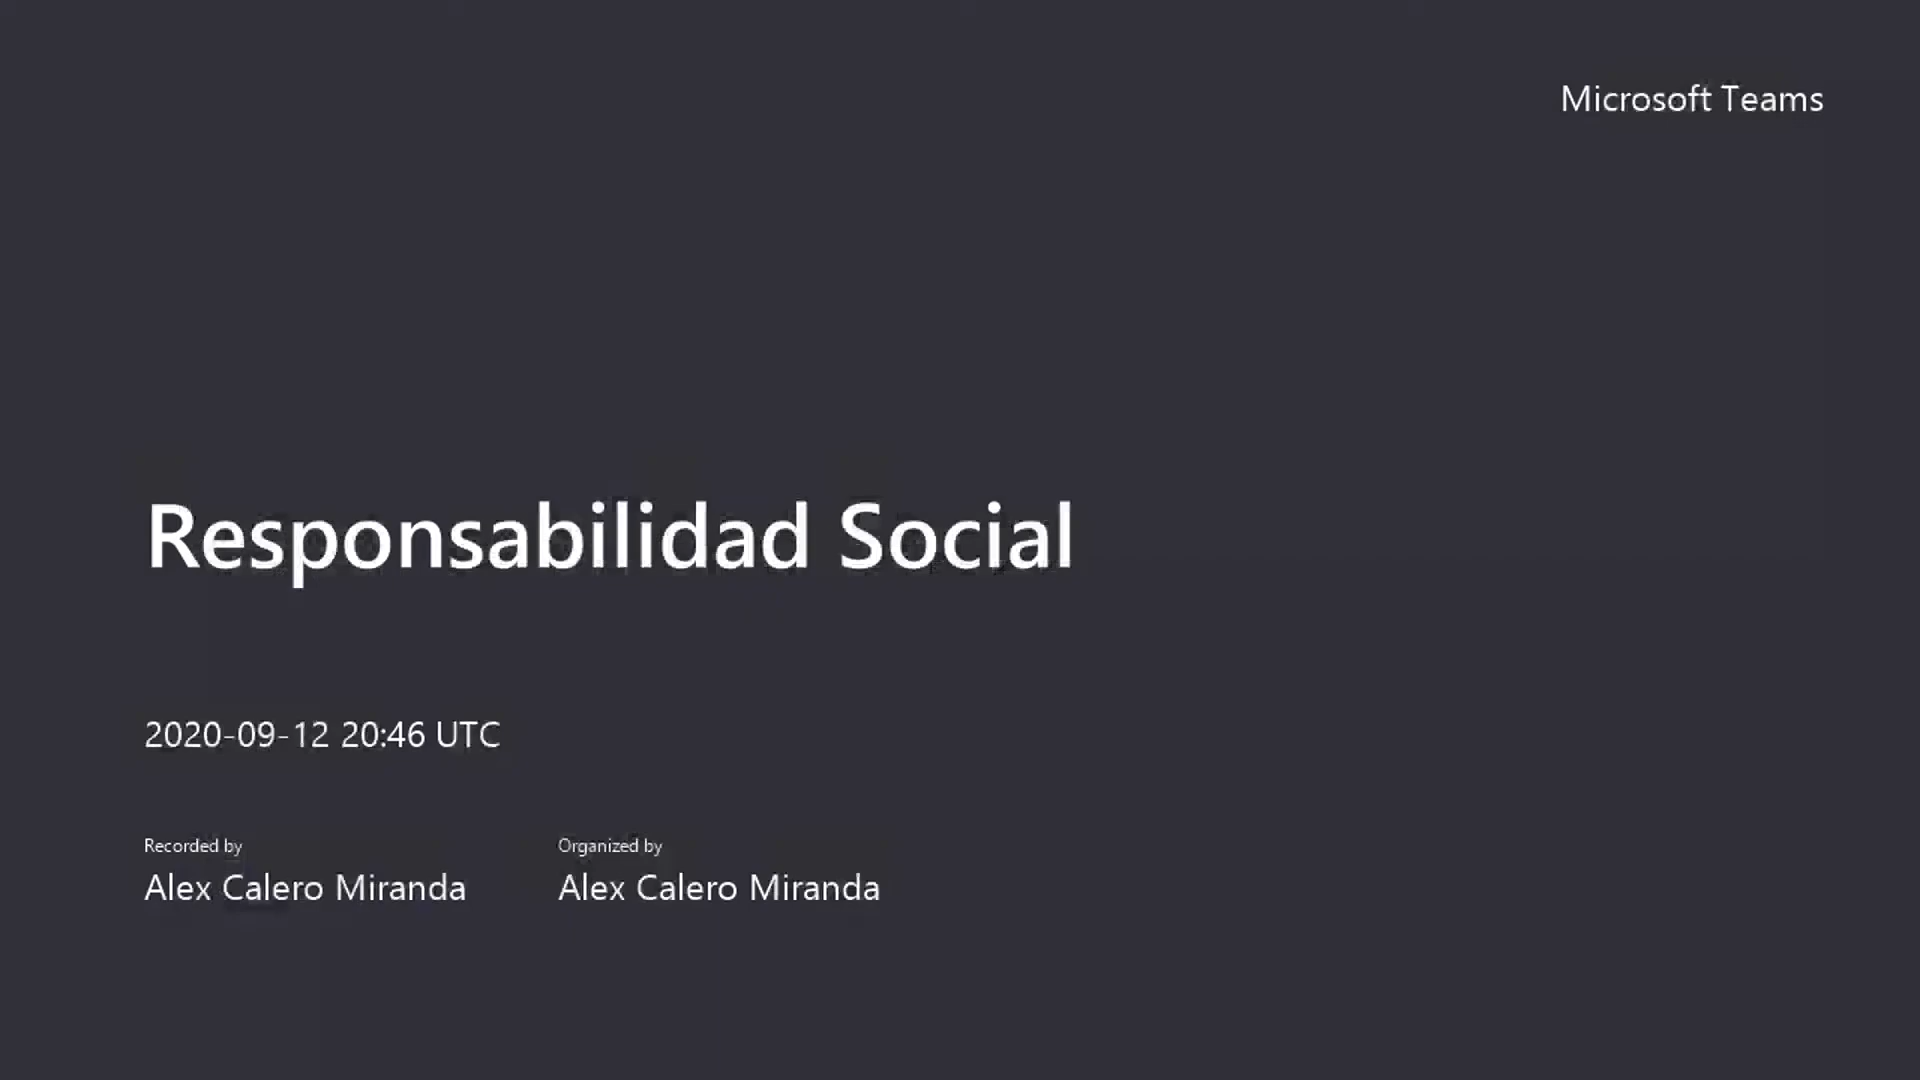 Microsoft Teams
Responsabilidad Social
2020-09-12 20:46 UTC
Recorded by
Alex Calero Miranda
Organized by
Alex Calero Miranda